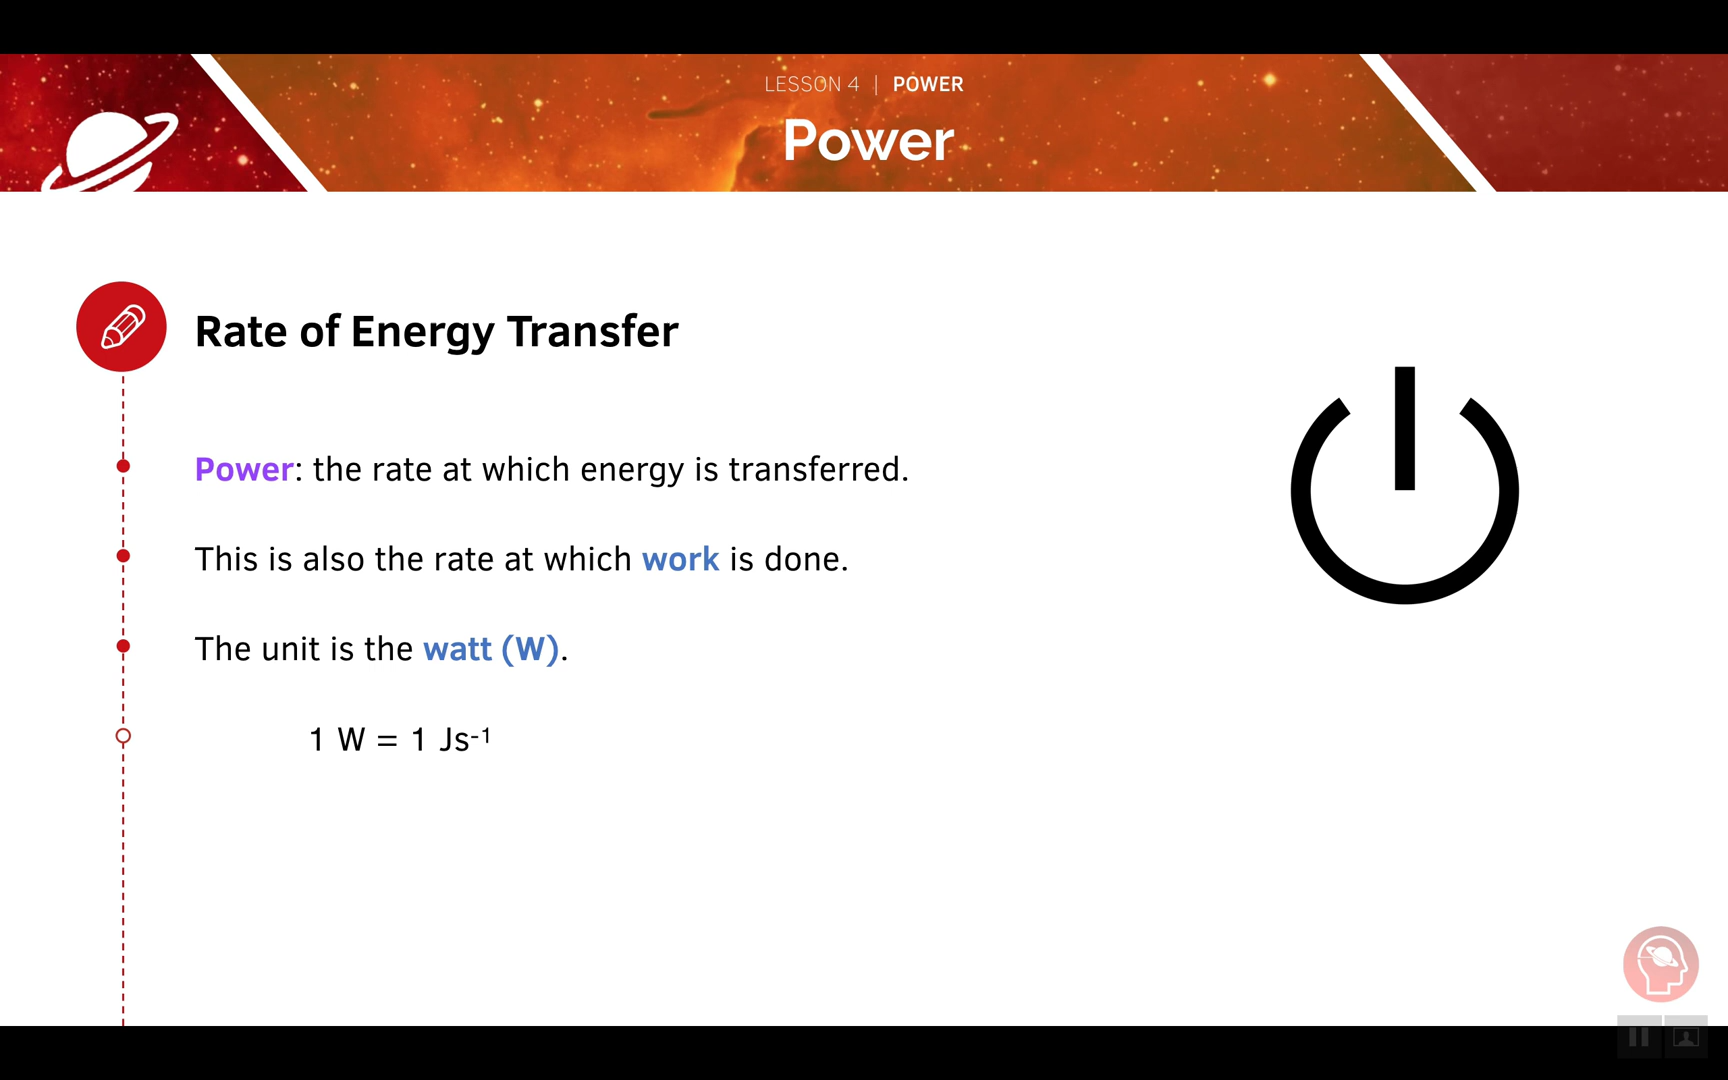 LESSON 4 | POWER
Power
Rate of Energy Transfer
Power: the rate at which energy is transferred.
This is also the rate at which work is done.
The unit is the watt (W).
1 W = 1 Js⁻¹